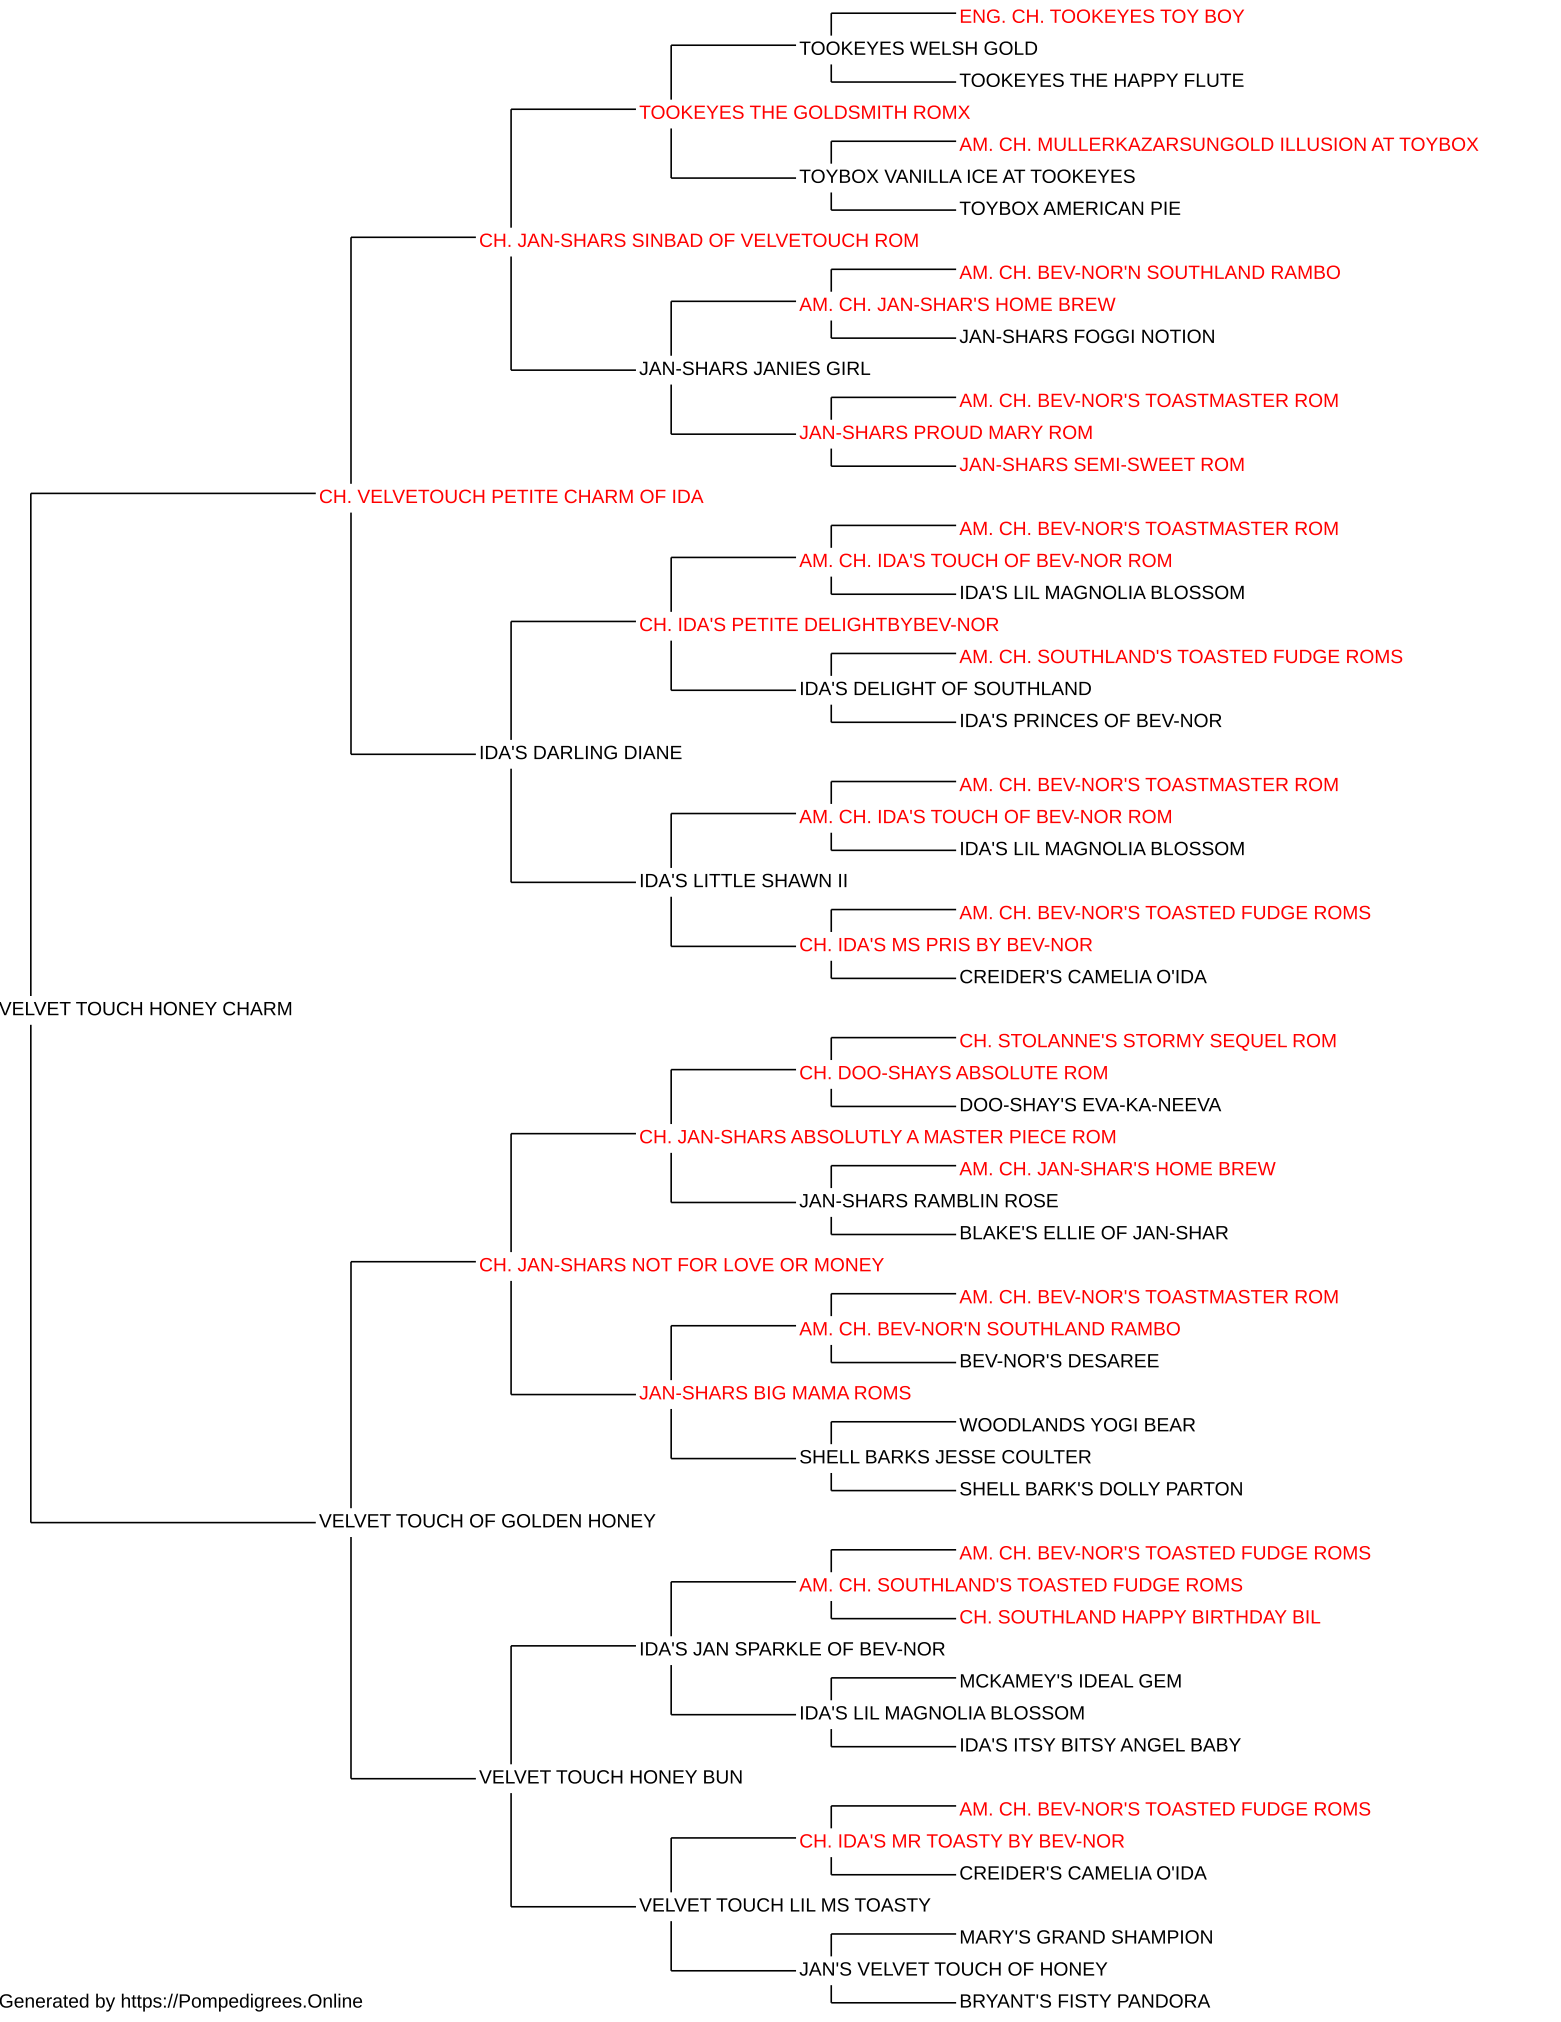 ENG. CH. TOOKEYES TOY BOY
TOOKEYES WELSH GOLD
TOOKEYES THE HAPPY FLUTE
TOOKEYES THE GOLDSMITH ROMX
AM. CH. MULLERKAZARSUNGOLD ILLUSION AT TOYBOX
TOYBOX VANILLA ICE AT TOOKEYES
TOYBOX AMERICAN PIE
CH. JAN-SHARS SINBAD OF VELVETOUCH ROM
AM. CH. BEV-NOR'N SOUTHLAND RAMBO
AM. CH. JAN-SHAR'S HOME BREW
JAN-SHARS FOGGI NOTION
JAN-SHARS JANIES GIRL
AM. CH. BEV-NOR'S TOASTMASTER ROM
JAN-SHARS PROUD MARY ROM
JAN-SHARS SEMI-SWEET ROM
CH. VELVETOUCH PETITE CHARM OF IDA
AM. CH. BEV-NOR'S TOASTMASTER ROM
AM. CH. IDA'S TOUCH OF BEV-NOR ROM
IDA'S LIL MAGNOLIA BLOSSOM
CH. IDA'S PETITE DELIGHTBYBEV-NOR
AM. CH. SOUTHLAND'S TOASTED FUDGE ROMS
IDA'S DELIGHT OF SOUTHLAND
IDA'S PRINCES OF BEV-NOR
IDA'S DARLING DIANE
AM. CH. BEV-NOR'S TOASTMASTER ROM
AM. CH. IDA'S TOUCH OF BEV-NOR ROM
IDA'S LIL MAGNOLIA BLOSSOM
IDA'S LITTLE SHAWN II
AM. CH. BEV-NOR'S TOASTED FUDGE ROMS
CH. IDA'S MS PRIS BY BEV-NOR
CREIDER'S CAMELIA O'IDA
VELVET TOUCH HONEY CHARM
CH. STOLANNE'S STORMY SEQUEL ROM
CH. DOO-SHAYS ABSOLUTE ROM
DOO-SHAY'S EVA-KA-NEEVA
CH. JAN-SHARS ABSOLUTLY A MASTER PIECE ROM
AM. CH. JAN-SHAR'S HOME BREW
JAN-SHARS RAMBLIN ROSE
BLAKE'S ELLIE OF JAN-SHAR
CH. JAN-SHARS NOT FOR LOVE OR MONEY
AM. CH. BEV-NOR'S TOASTMASTER ROM
AM. CH. BEV-NOR'N SOUTHLAND RAMBO
BEV-NOR'S DESAREE
JAN-SHARS BIG MAMA ROMS
WOODLANDS YOGI BEAR
SHELL BARKS JESSE COULTER
SHELL BARK'S DOLLY PARTON
VELVET TOUCH OF GOLDEN HONEY
AM. CH. BEV-NOR'S TOASTED FUDGE ROMS
AM. CH. SOUTHLAND'S TOASTED FUDGE ROMS
CH. SOUTHLAND HAPPY BIRTHDAY BIL
IDA'S JAN SPARKLE OF BEV-NOR
MCKAMEY'S IDEAL GEM
IDA'S LIL MAGNOLIA BLOSSOM
IDA'S ITSY BITSY ANGEL BABY
VELVET TOUCH HONEY BUN
AM. CH. BEV-NOR'S TOASTED FUDGE ROMS
CH. IDA'S MR TOASTY BY BEV-NOR
CREIDER'S CAMELIA O'IDA
VELVET TOUCH LIL MS TOASTY
MARY'S GRAND SHAMPION
JAN'S VELVET TOUCH OF HONEY
BRYANT'S FISTY PANDORA
Generated by https://Pompedigrees.Online